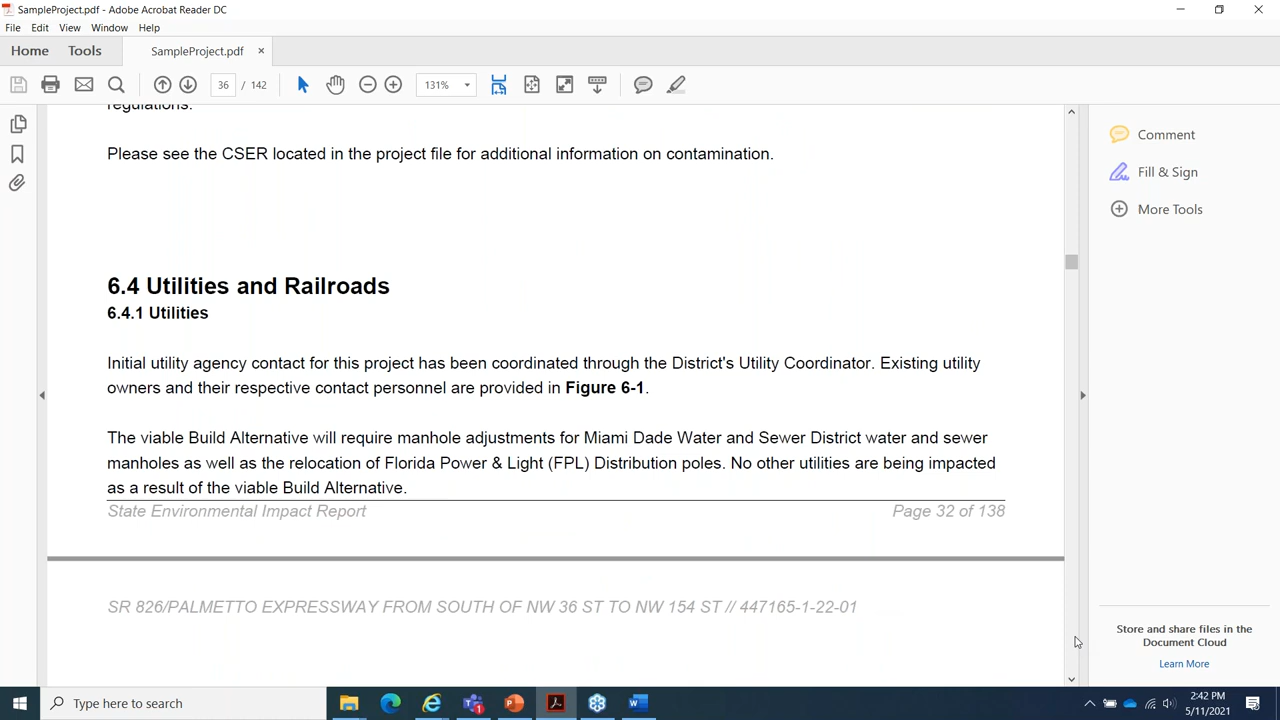 SampleProject.pdf - Adobe Acrobat Reader DC
File Edit View Window Help
Home Tools SampleProject.pdf ×
36 / 142 131%
regulations.
Please see the CSER located in the project file for additional information on contamination.
6.4 Utilities and Railroads
6.4.1 Utilities
Initial utility agency contact for this project has been coordinated through the District's Utility Coordinator. Existing utility
owners and their respective contact personnel are provided in Figure 6-1.
The viable Build Alternative will require manhole adjustments for Miami Dade Water and Sewer District water and sewer
manholes as well as the relocation of Florida Power & Light (FPL) Distribution poles. No other utilities are being impacted
as a result of the viable Build Alternative.
State Environmental Impact Report Page 32 of 138
SR 826/PALMETTO EXPRESSWAY FROM SOUTH OF NW 36 ST TO NW 154 ST // 447165-1-22-01
Comment
Fill & Sign
More Tools
Store and share files in the
Document Cloud
Learn More
Type here to search
2:42 PM
5/11/2021